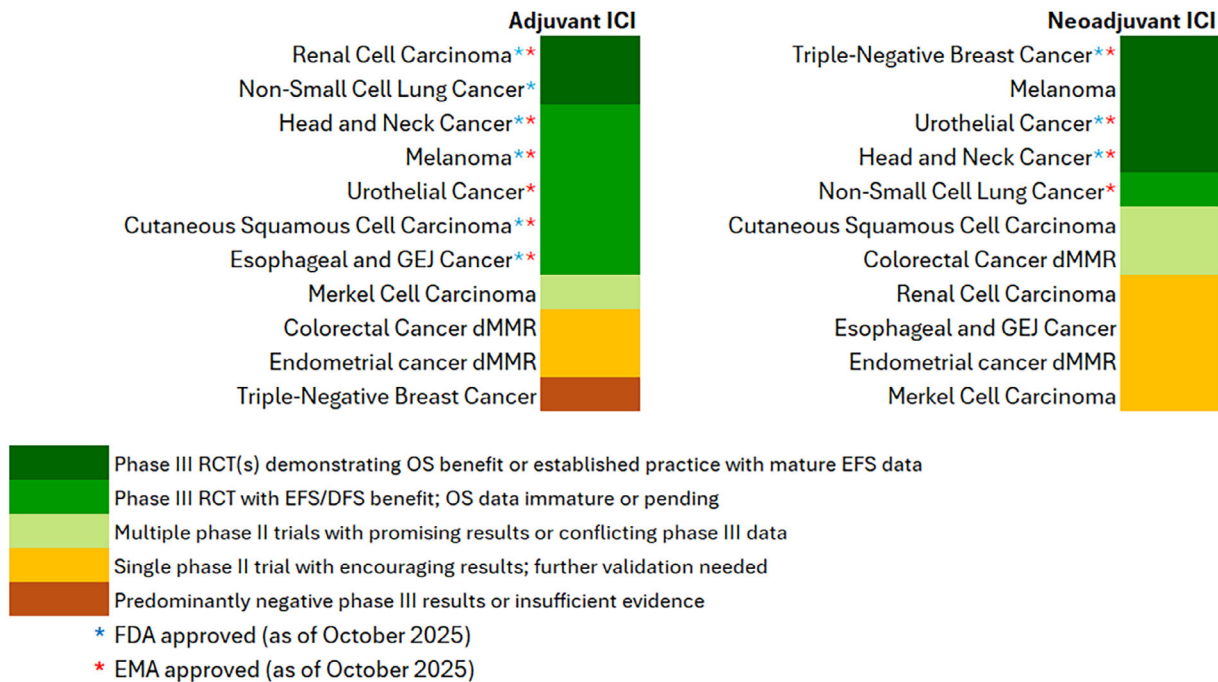 Adjuvant ICI
Renal Cell Carcinoma**
Non-Small Cell Lung Cancer*
Head and Neck Cancer**
Melanoma**
Urothelial Cancer*
Cutaneous Squamous Cell Carcinoma**
Esophageal and GEJ Cancer**
Merkel Cell Carcinoma
Colorectal Cancer dMMR
Endometrial cancer dMMR
Triple-Negative Breast Cancer
Neoadjuvant ICI
Triple-Negative Breast Cancer**
Melanoma
Urothelial Cancer**
Head and Neck Cancer**
Non-Small Cell Lung Cancer*
Cutaneous Squamous Cell Carcinoma
Colorectal Cancer dMMR
Renal Cell Carcinoma
Esophageal and GEJ Cancer
Endometrial cancer dMMR
Merkel Cell Carcinoma
Phase III RCT(s) demonstrating OS benefit or established practice with mature EFS data
Phase III RCT with EFS/DFS benefit; OS data immature or pending
Multiple phase II trials with promising results or conflicting phase III data
Single phase II trial with encouraging results; further validation needed
Predominantly negative phase III results or insufficient evidence
* FDA approved (as of October 2025)
* EMA approved (as of October 2025)